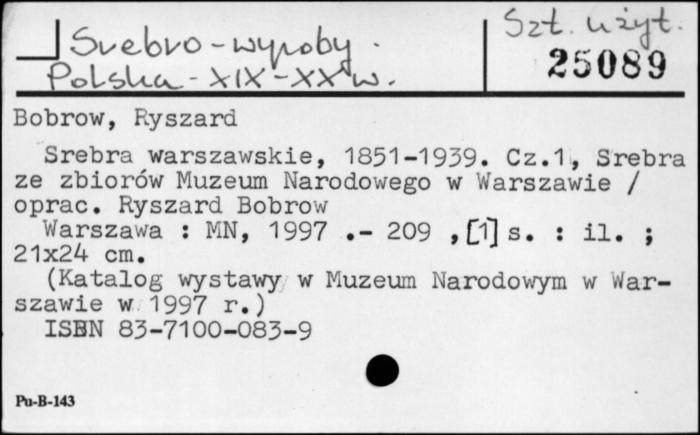 Srebro - wyroby.
Szt. użyt.
Polska - XIX - XX w.
25089
Bobrow, Ryszard
Srebra warszawskie, 1851-1939. Cz.1, Srebra
ze zbiorów Muzeum Narodowego w Warszawie /
oprac. Ryszard Bobrow
Warszawa : MN, 1997 .- 209 ,[1] s. : il. ;
21x24 cm.
(Katalog wystawy w Muzeum Narodowym w War-
szawie w 1997 r.)
ISBN 83-7100-083-9
Pu-B-143